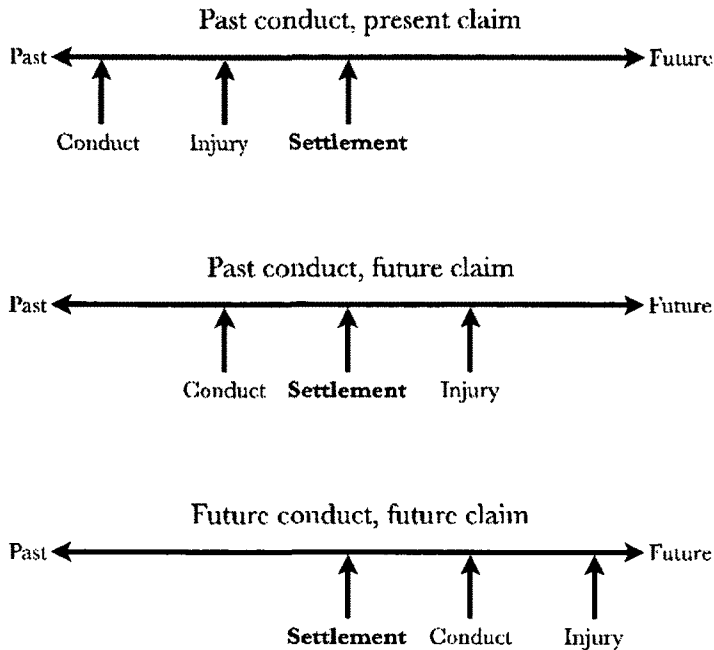 Past conduct, present claim
Past Future
Conduct Injury Settlement
Past conduct, future claim
Past Future
Conduct Settlement Injury
Future conduct, future claim
Past Future
Settlement Conduct Injury